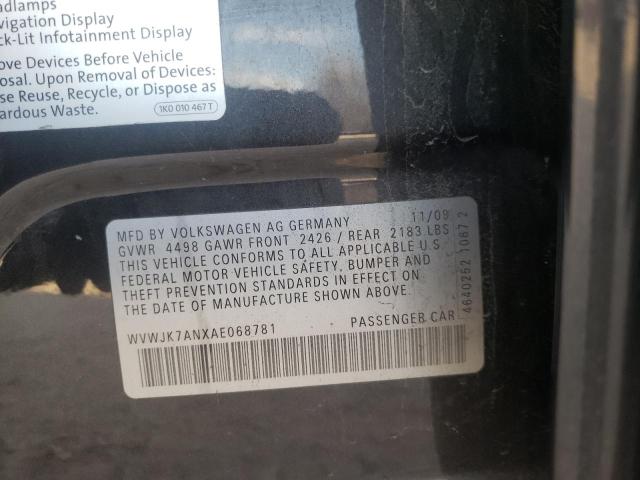 adlamps
vigation Display
ck-Lit Infotainment Display
ove Devices Before Vehicle
osal. Upon Removal of Devices:
se Reuse, Recycle, or Dispose as
ardous Waste.
1K0 010 467 T
MFD BY VOLKSWAGEN AG GERMANY 11/09
GVWR 4498 GAWR FRONT 2426 / REAR 2183 LBS
THIS VEHICLE CONFORMS TO ALL APPLICABLE U.S.
FEDERAL MOTOR VEHICLE SAFETY, BUMPER AND
THEFT PREVENTION STANDARDS IN EFFECT ON
THE DATE OF MANUFACTURE SHOWN ABOVE.
WVWJK7ANXAE068781 PASSENGER CAR
4640252 1067 2